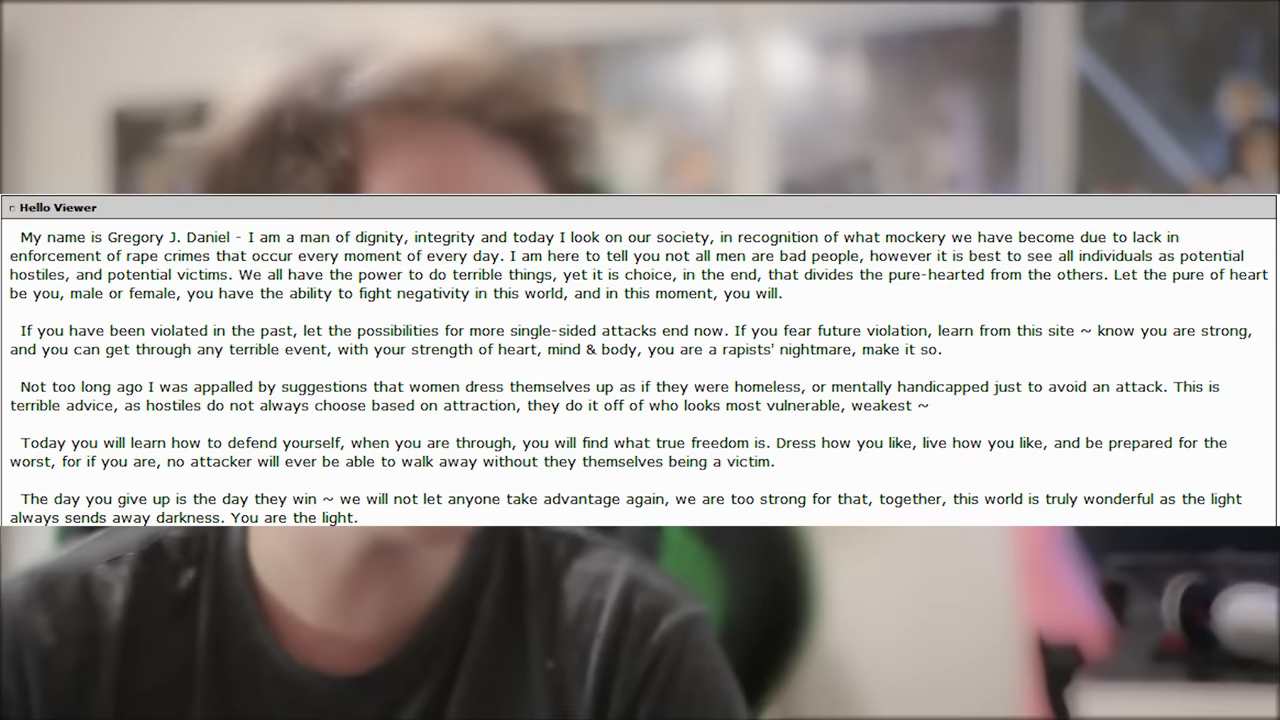 Hello Viewer
My name is Gregory J. Daniel - I am a man of dignity, integrity and today I look on our society, in recognition of what mockery we have become due to lack in
enforcement of rape crimes that occur every moment of every day. I am here to tell you not all men are bad people, however it is best to see all individuals as potential
hostiles, and potential victims. We all have the power to do terrible things, yet it is choice, in the end, that divides the pure-hearted from the others. Let the pure of heart
be you, male or female, you have the ability to fight negativity in this world, and in this moment, you will.
If you have been violated in the past, let the possibilities for more single-sided attacks end now. If you fear future violation, learn from this site ~ know you are strong,
and you can get through any terrible event, with your strength of heart, mind & body, you are a rapists' nightmare, make it so.
Not too long ago I was appalled by suggestions that women dress themselves up as if they were homeless, or mentally handicapped just to avoid an attack. This is
terrible advice, as hostiles do not always choose based on attraction, they do it off of who looks most vulnerable, weakest ~
Today you will learn how to defend yourself, when you are through, you will find what true freedom is. Dress how you like, live how you like, and be prepared for the
worst, for if you are, no attacker will ever be able to walk away without they themselves being a victim.
The day you give up is the day they win ~ we will not let anyone take advantage again, we are too strong for that, together, this world is truly wonderful as the light
always sends away darkness. You are the light.